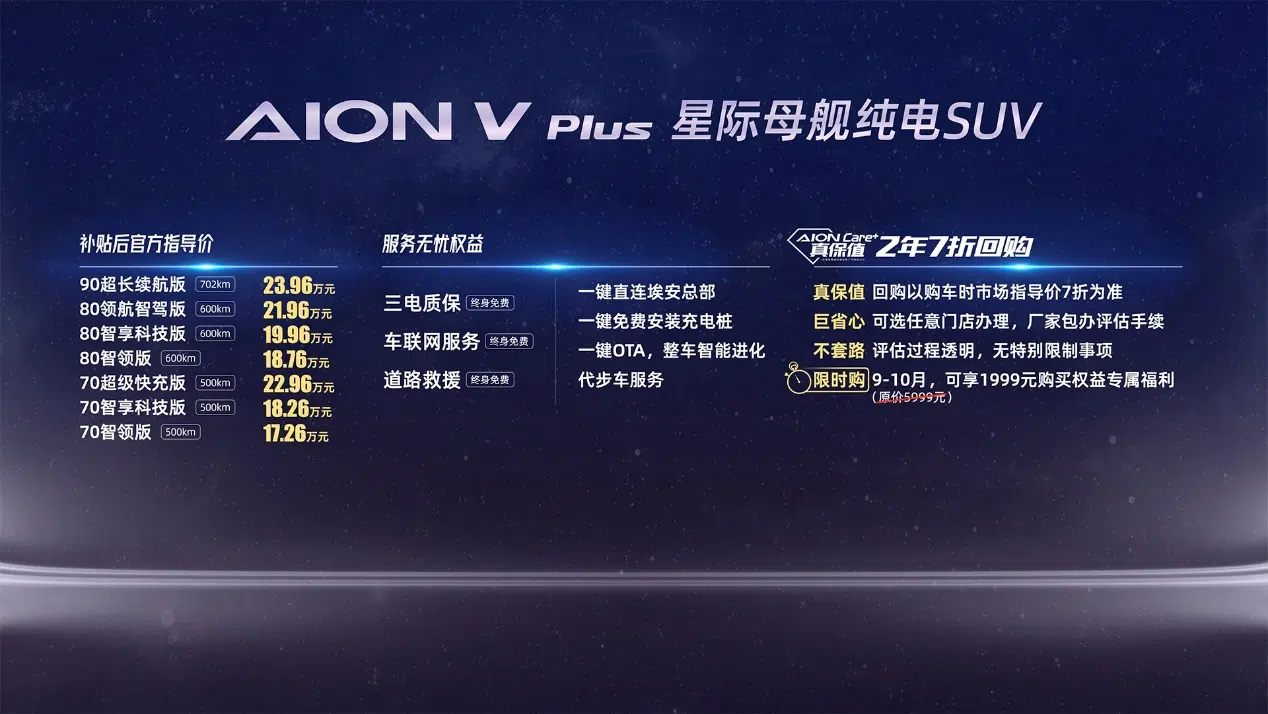 AION V Plus 星际母舰纯电SUV
补贴后官方指导价
90超长续航版 702km 23.96万元
80领航智驾版 600km 21.96万元
80智享科技版 600km 19.96万元
80智领版 600km 18.76万元
70超级快充版 500km 22.96万元
70智享科技版 500km 18.26万元
70智领版 500km 17.26万元
服务无忧权益
三电质保 终身免费
车联网服务 终身免费
道路救援 终身免费
一键直连埃安总部
一键免费安装充电桩
一键OTA，整车智能进化
代步车服务
AION Care+
真保值 2年7折回购
真保值 回购以购车时市场指导价7折为准
巨省心 可选任意门店办理，厂家包办评估手续
不套路 评估过程透明，无特别限制事项
限时购 9-10月，可享1999元购买权益专属福利
（原价5999元）